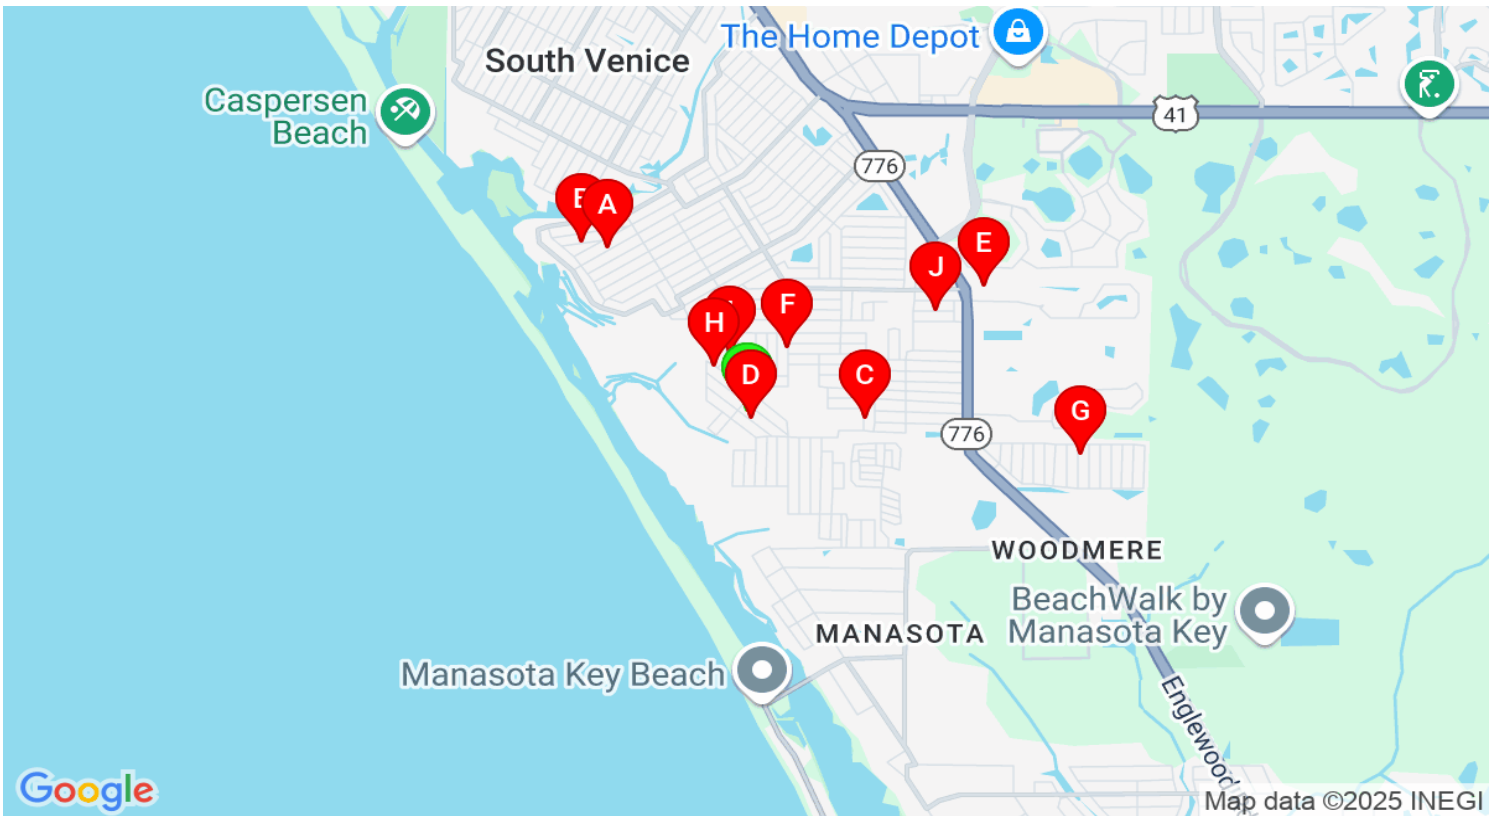 The Home Depot
South Venice
Caspersen
Beach
41
776
A
E
J
F
H
D
C
G
776
WOODMERE
BeachWalk by
Manasota Key
MANASOTA
Manasota Key Beach
Englewood
Google
Map data ©2025 INEGI